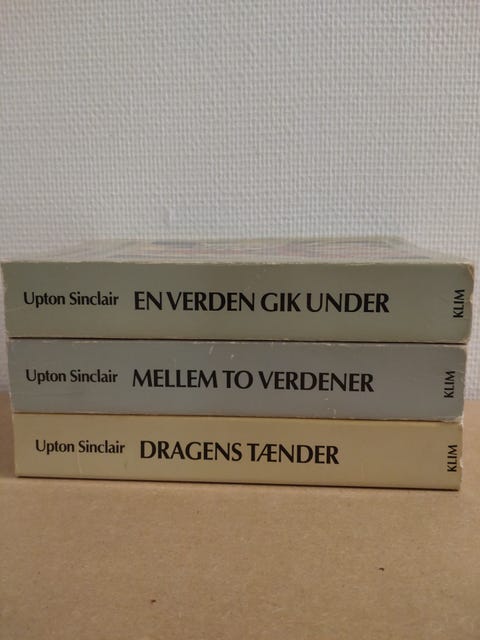 Upton Sinclair EN VERDEN GIK UNDER KLIM
Upton Sinclair MELLEM TO VERDENER KLIM
Upton Sinclair DRAGENS TÆNDER KLIM